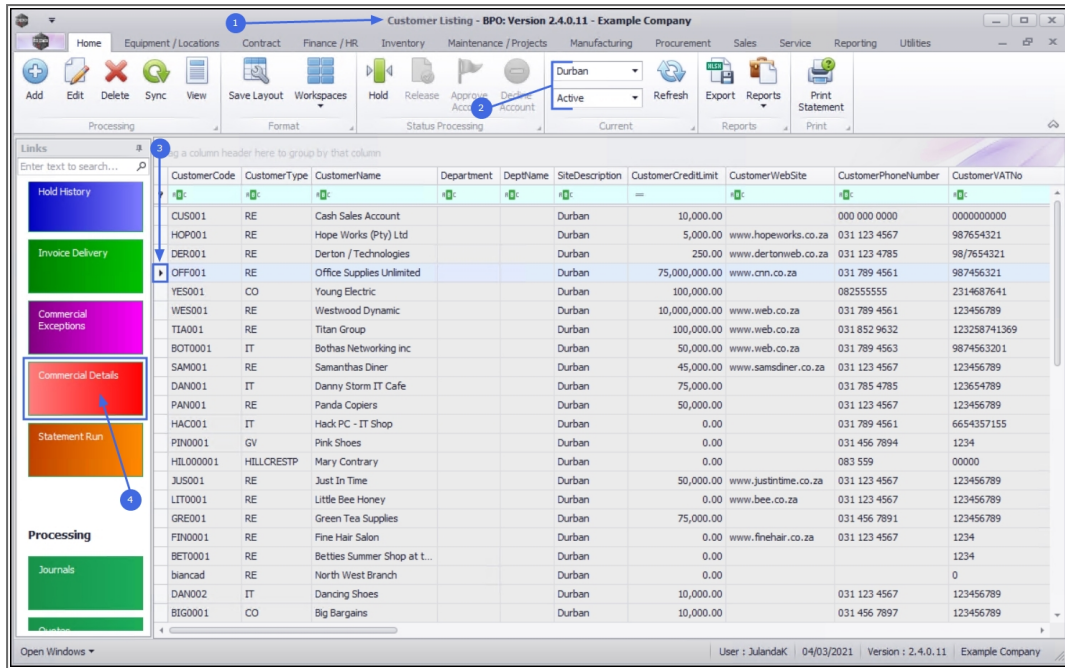 1
Customer Listing - BPO: Version 2.4.0.11 - Example Company
Home Equipment / Locations Contract Finance / HR Inventory Maintenance / Projects Manufacturing Procurement Sales Service Reporting Utilities
Add Edit Delete Sync View Save Layout Workspaces Hold Release Approve Decline Account Refresh Export Reports Print Statement
Durban
Active
2
Processing Format Status Processing Current Reports Print
Links
3
a column header here to group by that column
Enter text to search...
CustomerCode CustomerType CustomerName Department DeptName SiteDescription CustomerCreditLimit CustomerWebSite CustomerPhoneNumber CustomerVATNo
=
CUS001 RE Cash Sales Account Durban 10,000.00 000 000 0000 0000000000
HOP001 RE Hope Works (Pty) Ltd Durban 5,000.00 www.hopeworks.co.za 031 123 4567 987654321
DER001 RE Derton / Technologies Durban 250.00 www.dertonweb.co.za 031 123 4785 98/7654321
OFF001 RE Office Supplies Unlimited Durban 75,000,000.00 www.cnn.co.za 031 789 4561 987456321
YES001 CO Young Electric Durban 100,000.00 082555555 2314687641
WES001 RE Westwood Dynamic Durban 10,000,000.00 www.web.co.za 031 789 4561 123456789
TIA001 RE Titan Group Durban 100,000.00 www.web.co.za 031 852 9632 123258741369
BOT0001 IT Bothas Networking inc Durban 50,000.00 www.web.co.za 031 789 4563 9874563201
SAM001 RE Samanthas Diner Durban 45,000.00 www.samsdiner.co.za 031 123 4567 123456789
DAN001 IT Danny Storm IT Cafe Durban 75,000.00 031 785 4785 123654789
PAN001 RE Panda Copiers Durban 50,000.00 031 123 4567 123456789
HAC001 IT Hack PC - IT Shop Durban 0.00 031 789 4561 6654357155
PIN0001 GV Pink Shoes Durban 0.00 031 456 7894 1234
HIL000001 HILLCRESTP Mary Contrary Durban 0.00 083 559 00000
JUS001 RE Just In Time Durban 50,000.00 www.justintime.co.za 031 123 4567 123456789
LIT0001 RE Little Bee Honey Durban 0.00 www.bee.co.za 031 123 4567 123456789
GRE001 RE Green Tea Supplies Durban 75,000.00 031 456 7891 123456789
FIN0001 RE Fine Hair Salon Durban 0.00 www.finehair.co.za 031 123 4567 1234
BET0001 RE Betties Summer Shop at t... Durban 0.00 1234
biancad RE North West Branch Durban 0.00 0
DAN002 IT Dancing Shoes Durban 10,000.00 031 123 4567 123456789
BIG0001 CO Big Bargains Durban 10,000.00 031 456 7897 123456789
Hold History
Invoice Delivery
Commercial
Exceptions
Commercial Details
Statement Run
4
Processing
Journals
Quotes
Open Windows User : JulandaK 04/03/2021 Version : 2.4.0.11 Example Company